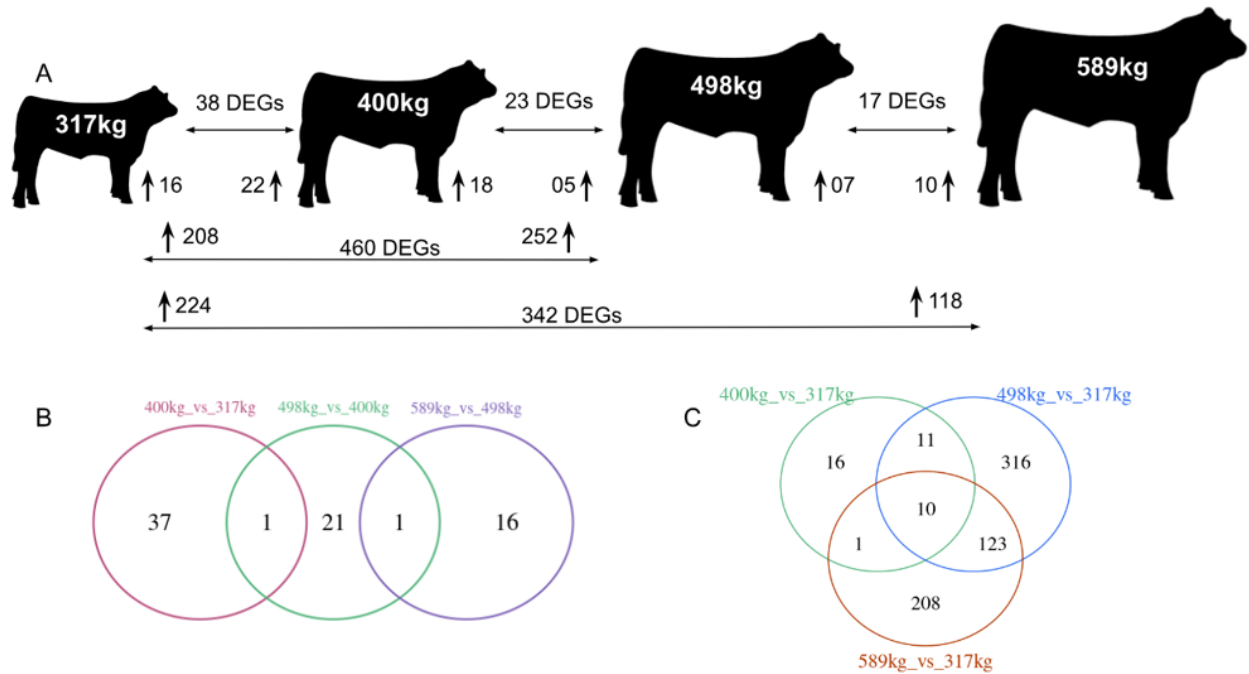 A
317kg
38 DEGs
400kg
23 DEGs
498kg
17 DEGs
589kg
16
22
18
05
07
10
208
460 DEGs
252
224
342 DEGs
118
B
400kg_vs_317kg
498kg_vs_400kg
589kg_vs_498kg
37
1
21
1
16
C
400kg_vs_317kg
498kg_vs_317kg
11
16
316
10
1
123
208
589kg_vs_317kg